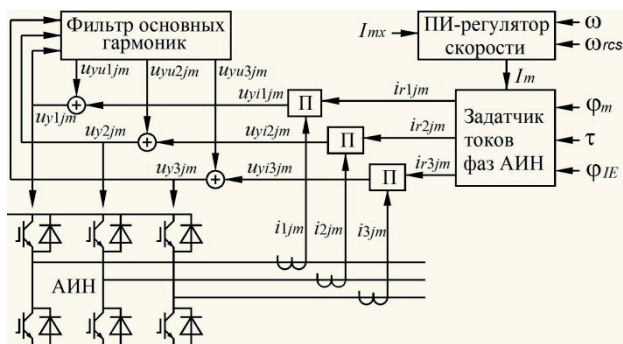 Фильтр основных
гармоник
Imx
ПИ-регулятор
скорости
ω
ωrcs
Im
uyu1jm
uyu2jm
uyu3jm
uy1jm
uyi1jm
П
ir1jm
Задатчик
токов
фаз АИН
φm
τ
φIE
uy2jm
uyi2jm
П
ir2jm
uy3jm
uyi3jm
П
ir3jm
i1jm
i2jm
i3jm
АИН